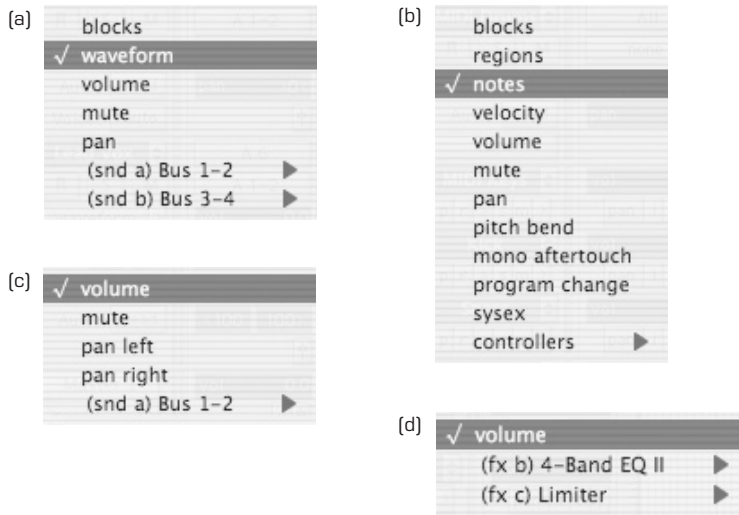 (a)
blocks
✓ waveform
volume
mute
pan
(snd a) Bus 1–2 ▶
(snd b) Bus 3–4 ▶
(b)
blocks
regions
✓ notes
velocity
volume
mute
pan
pitch bend
mono aftertouch
program change
sysex
controllers ▶
(c)
✓ volume
mute
pan left
pan right
(snd a) Bus 1–2 ▶
(d)
✓ volume
(fx b) 4–Band EQ II ▶
(fx c) Limiter ▶